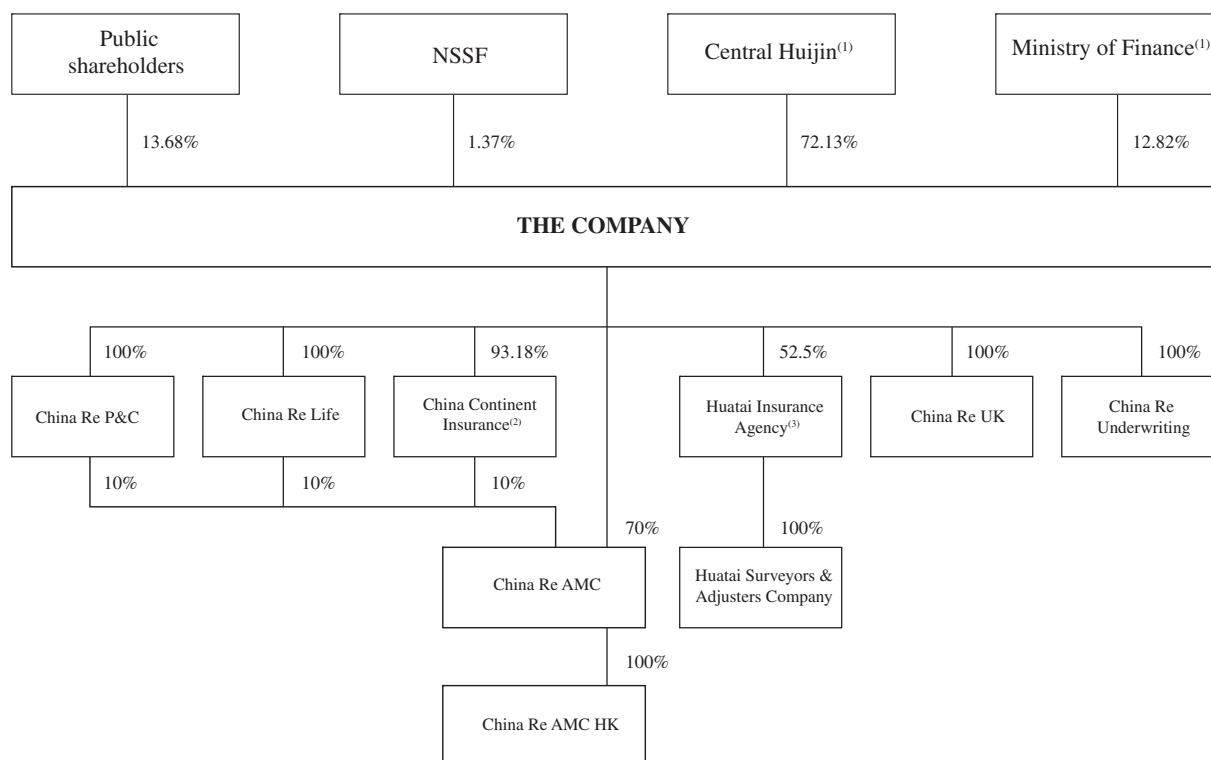 Public
shareholders
NSSF
Central Huijin(1)
Ministry of Finance(1)
13.68%
1.37%
72.13%
12.82%
THE COMPANY
100%
100%
93.18%
52.5%
100%
100%
China Re P&C
China Re Life
China Continent
Insurance(2)
Huatai Insurance
Agency(3)
China Re UK
China Re
Underwriting
10%
10%
10%
70%
100%
China Re AMC
Huatai Surveyors &
Adjusters Company
100%
China Re AMC HK